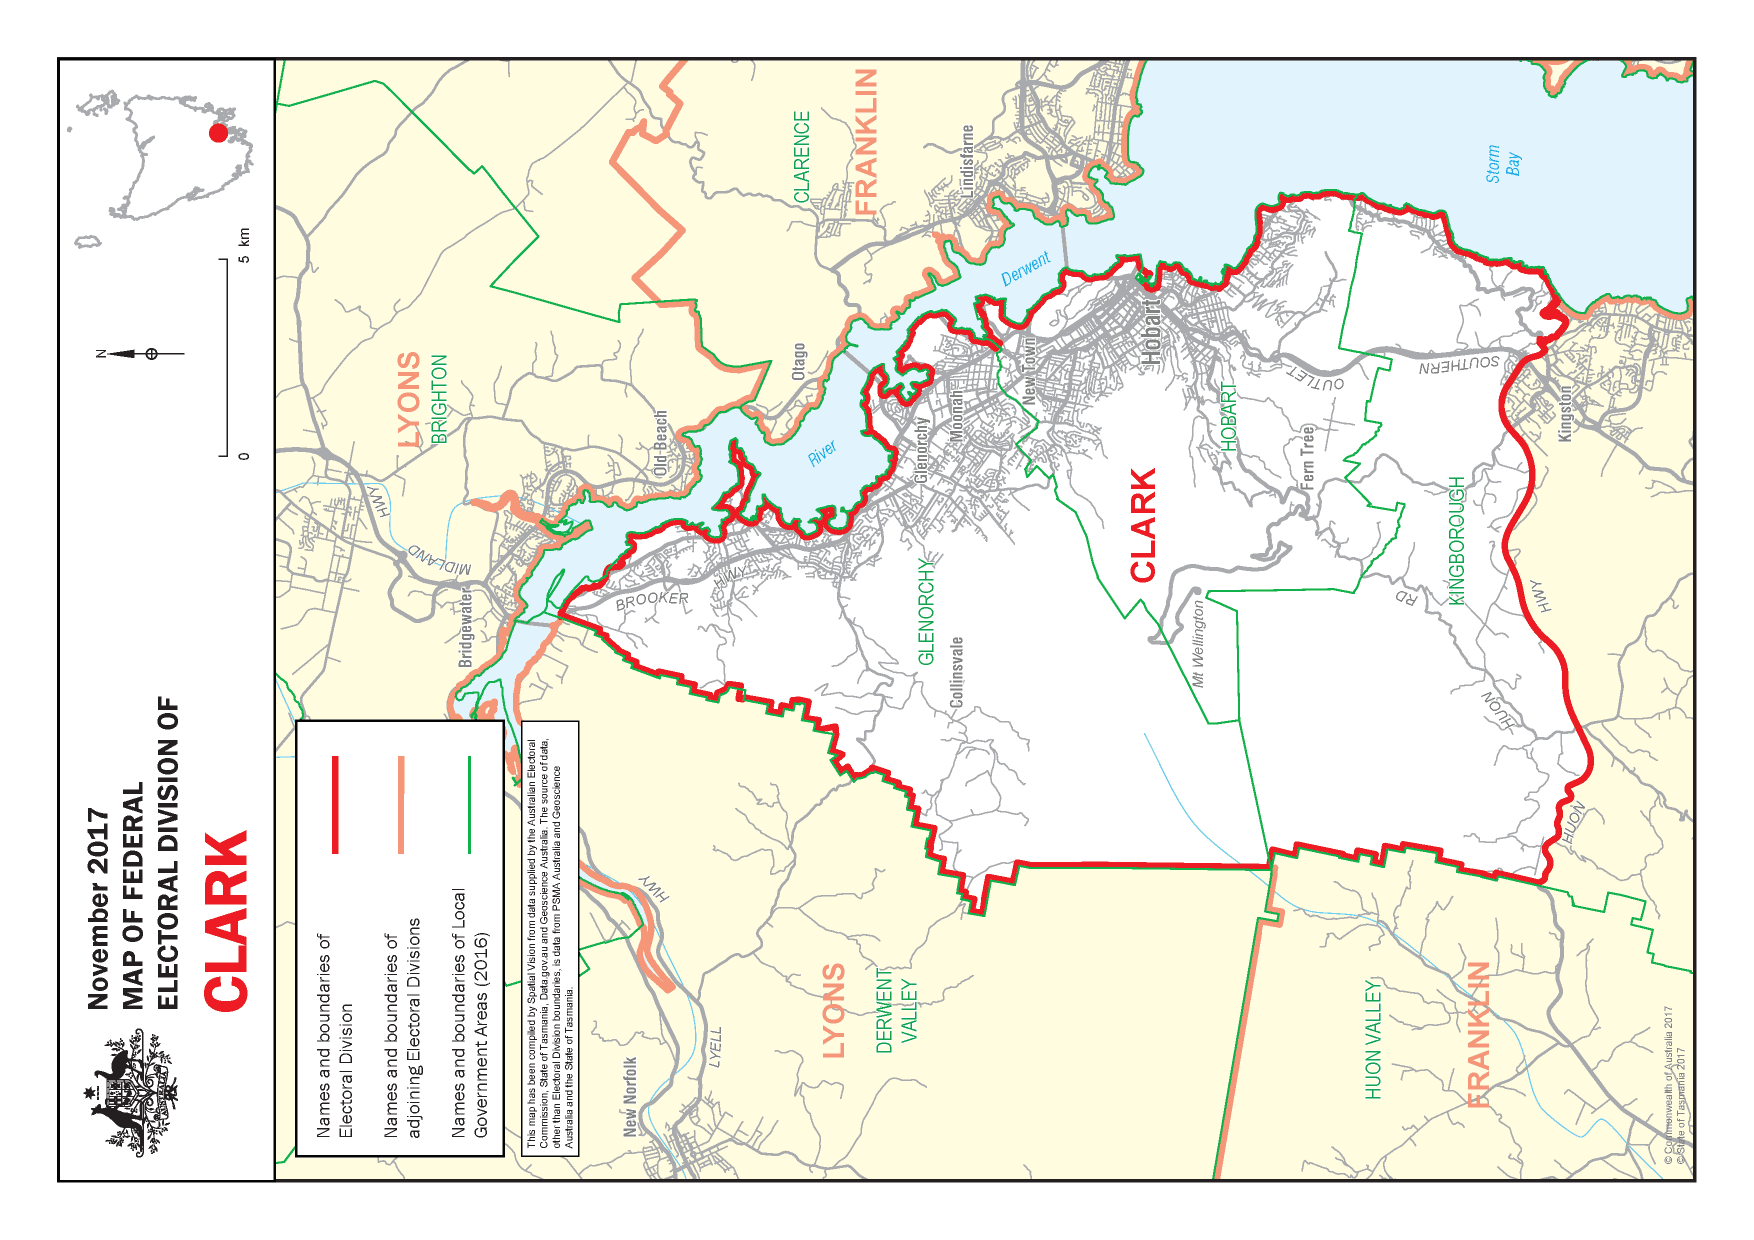 November 2017
MAP OF FEDERAL
ELECTORAL DIVISION OF
CLARK
N
0
5 km
Names and boundaries of
Electoral Division
Names and boundaries of
adjoining Electoral Divisions
Names and boundaries of Local
Government Areas (2016)
This map has been compiled by Spatial Vision from data supplied by the Australian Electoral
Commission, State of Tasmania, Data.gov.au and Geoscience Australia. The source of data,
other than Electoral Division boundaries, is data from PSMA Australia and Geoscience
Australia and the State of Tasmania.
LYONS
BRIGHTON
HWY
MIDLAND
Bridgewater
Old Beach
Otago
CLARENCE
FRANKLIN
Lindisfarne
River
Derwent
Storm
Bay
BROOKER
HWY
Glenorchy
Moonah
New Town
Hobart
HOBART
GLENORCHY
Collinsvale
CLARK
Mt Wellington
Fern Tree
OUTLET
SOUTHERN
Kingston
KINGBOROUGH
RD
HUON
HWY
HUON
HWY
LYELL
New Norfolk
LYONS
DERWENT
VALLEY
HUON VALLEY
FRANKLIN
© Commonwealth of Australia 2017
© State of Tasmania 2017